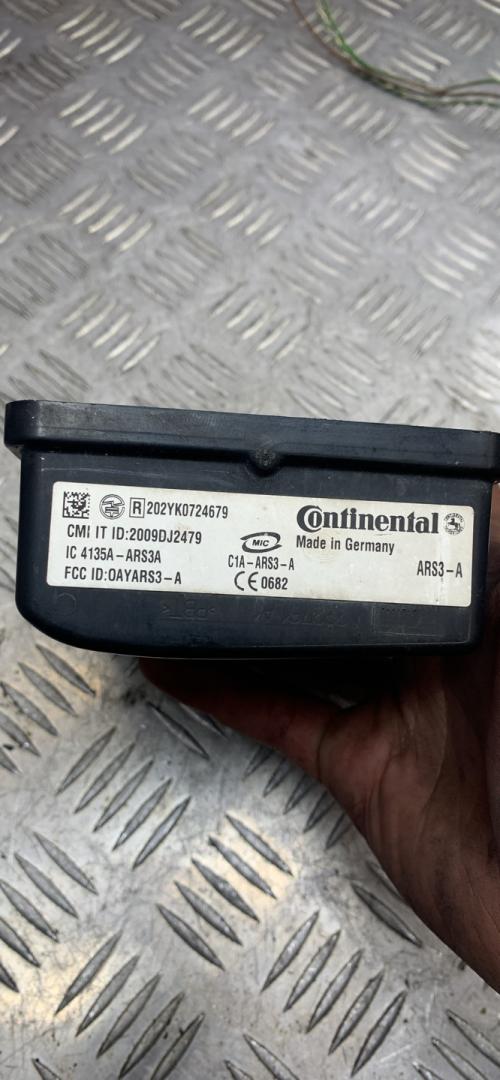 R 202YK0724679
CMI IT ID:2009DJ2479
IC 4135A-ARS3A
FCC ID:OAYARS3-A
MIC
C1A-ARS3-A
CE 0682
Continental
Made in Germany
ARS3-A